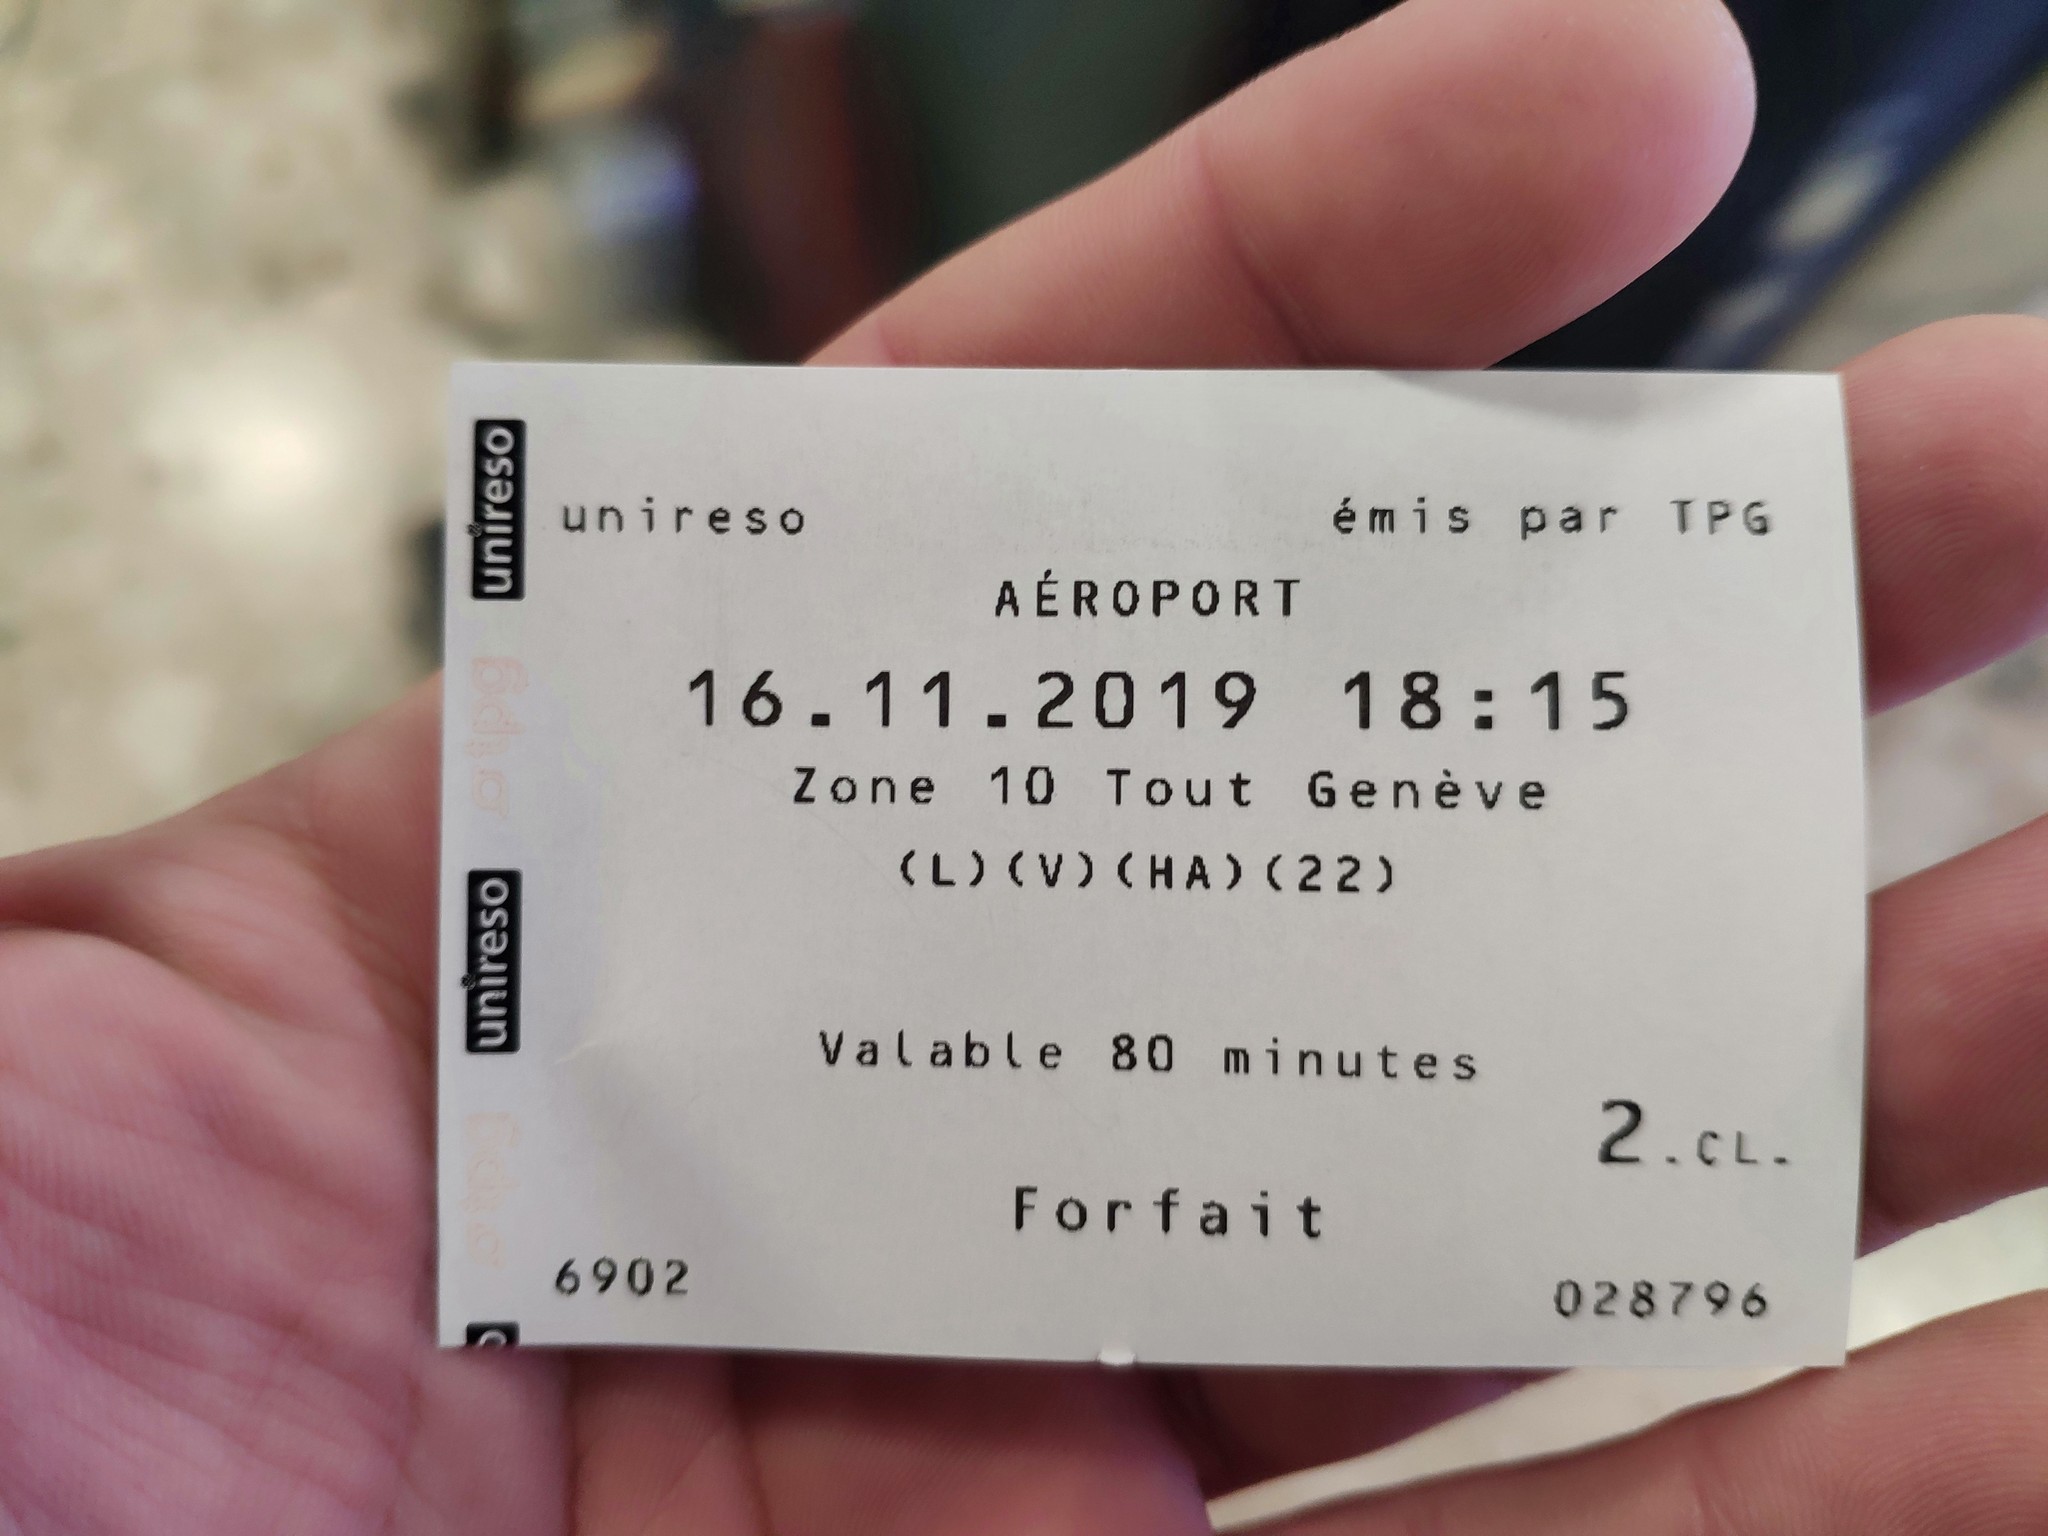 unireso émis par TPG
AÉROPORT
16.11.2019 18:15
Zone 10 Tout Genève
(L)(V)(HA)(22)
Valable 80 minutes
2.CL.
Forfait
6902 028796
unireso
unireso